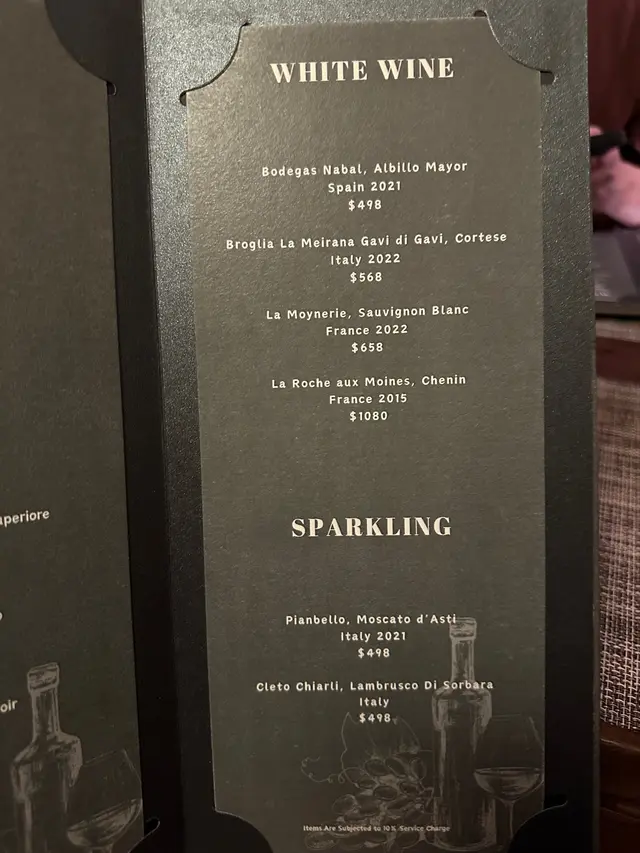 WHITE WINE
Bodegas Nabal, Albillo Mayor
Spain 2021
$498
Broglia La Meirana Gavi di Gavi, Cortese
Italy 2022
$568
La Moynerie, Sauvignon Blanc
France 2022
$658
La Roche aux Moines, Chenin
France 2015
$1080
SPARKLING
Pianbello, Moscato d'Asti
Italy 2021
$498
Cleto Chiarli, Lambrusco Di Sorbara
Italy
$498
Items Are Subjected to 10% Service Charge